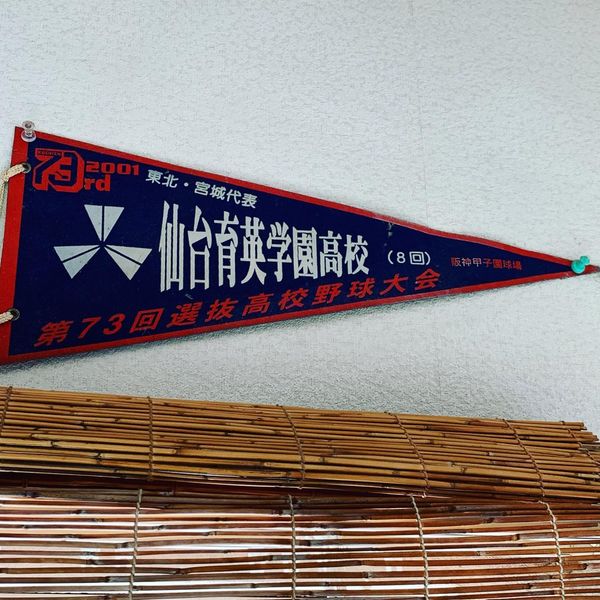 73rd 2001
東北・宮城代表
仙台育英学園高校 (8回) 阪神甲子園球場
第73回選抜高校野球大会